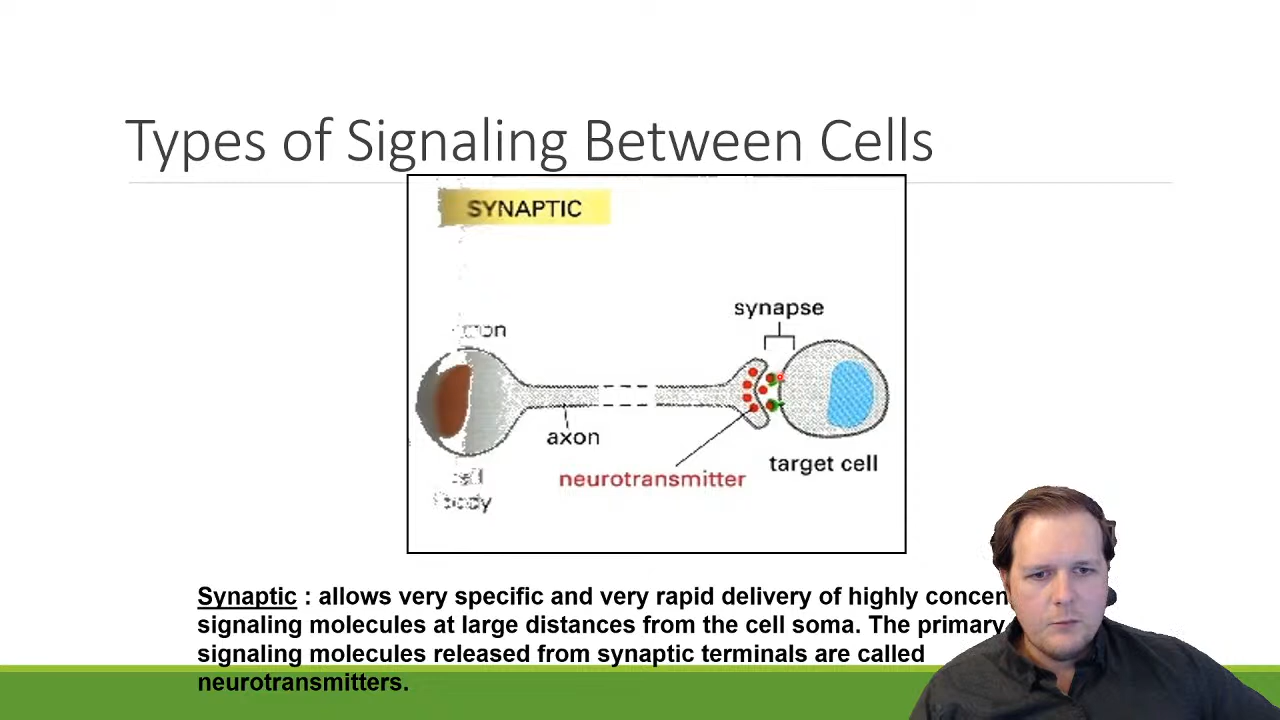 Types of Signaling Between Cells
SYNAPTIC
synapse
axon
neurotransmitter
target cell
body
Synaptic : allows very specific and very rapid delivery of highly
signaling molecules at large distances from the cell soma. The primary
signaling molecules released from synaptic terminals are called
neurotransmitters.